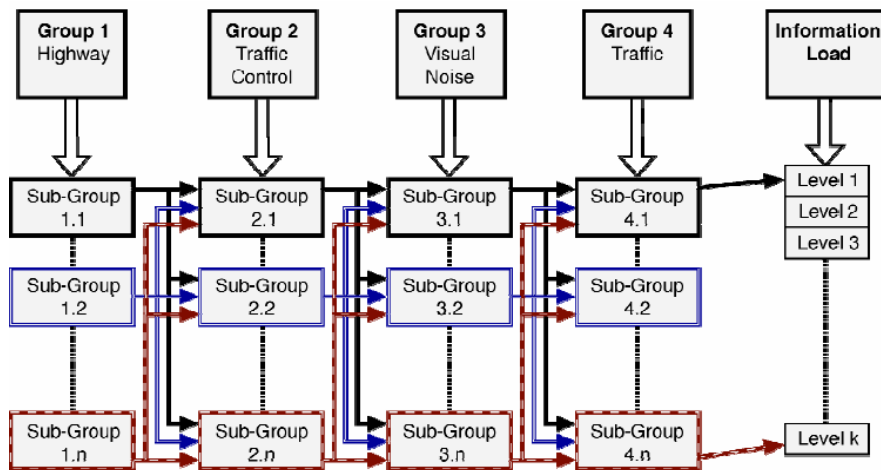 Group 1
Highway
Group 2
Traffic
Control
Group 3
Visual
Noise
Group 4
Traffic
Information
Load
Sub-Group
1.1
Sub-Group
2.1
Sub-Group
3.1
Sub-Group
4.1
Level 1
Level 2
Level 3
Sub-Group
1.2
Sub-Group
2.2
Sub-Group
3.2
Sub-Group
4.2
Sub-Group
1.n
Sub-Group
2.n
Sub-Group
3.n
Sub-Group
4.n
Level k